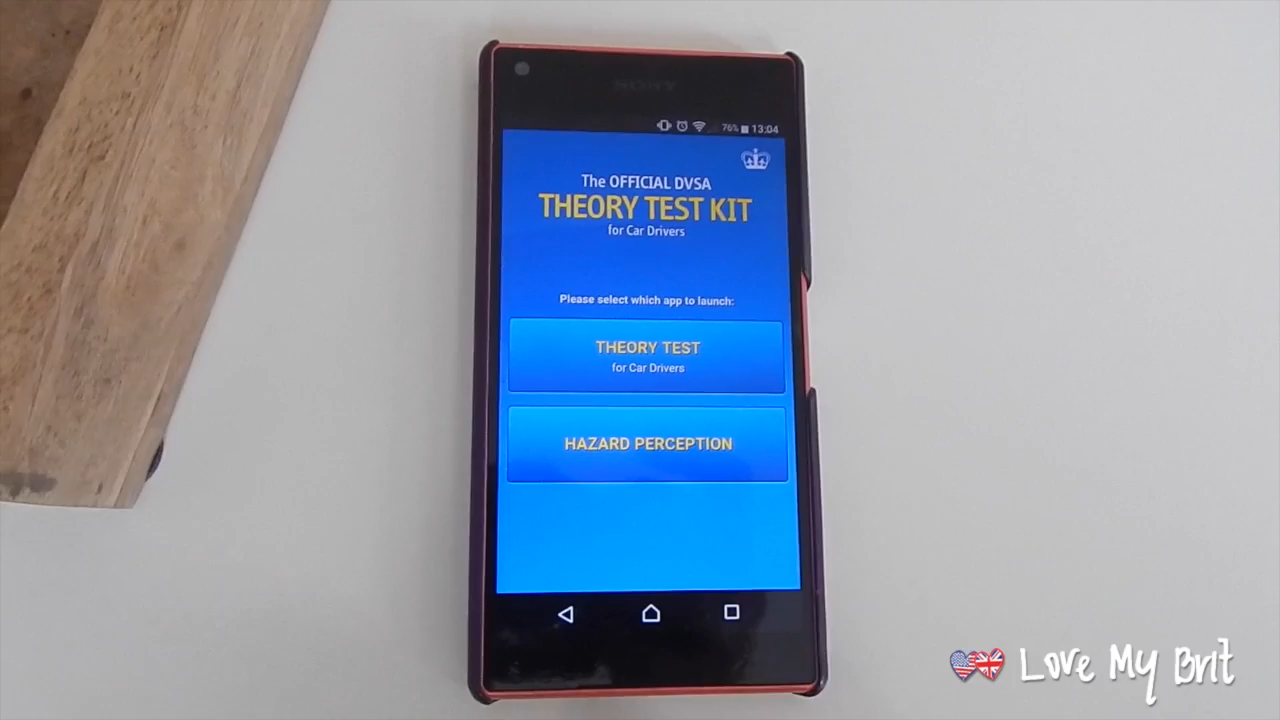 SONY
76% 13:04
The OFFICIAL DVSA
THEORY TEST KIT
for Car Drivers
Please select which app to launch:
THEORY TEST
for Car Drivers
HAZARD PERCEPTION
Love My Brit